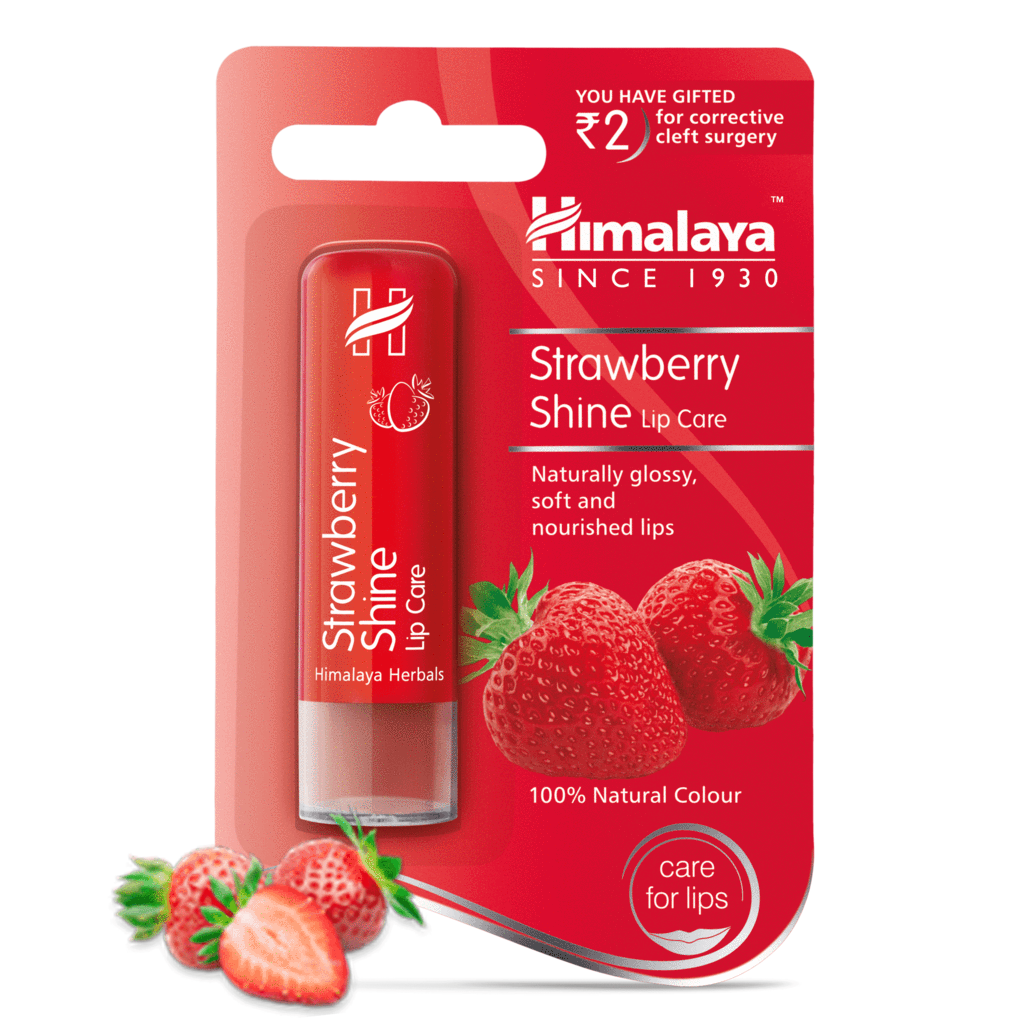 YOU HAVE GIFTED
₹2 for corrective
cleft surgery
Himalaya™
SINCE 1930
Strawberry
Shine Lip Care
Naturally glossy,
soft and
nourished lips
100% Natural Colour
care
for lips
H
Strawberry
Shine
Lip Care
Himalaya Herbals